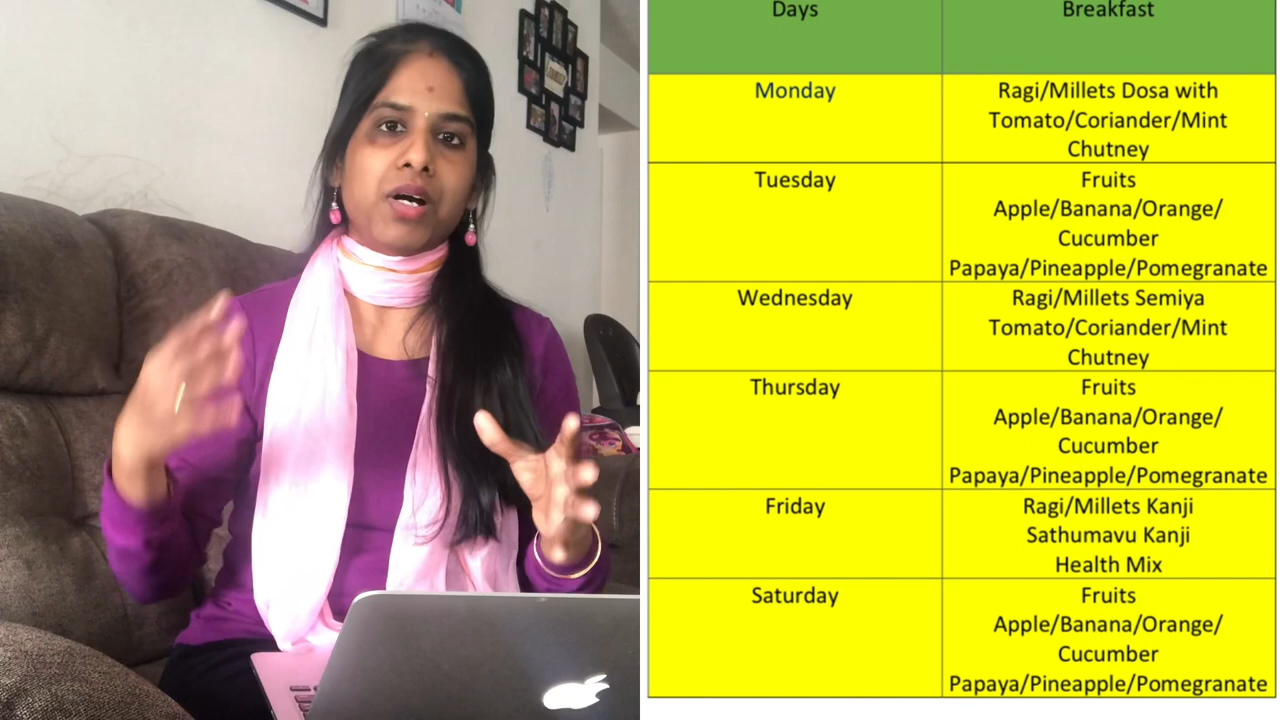 Days
Breakfast
Monday
Ragi/Millets Dosa with
Tomato/Coriander/Mint
Chutney
Tuesday
Fruits
Apple/Banana/Orange/
Cucumber
Papaya/Pineapple/Pomegranate
Wednesday
Ragi/Millets Semiya
Tomato/Coriander/Mint
Chutney
Thursday
Fruits
Apple/Banana/Orange/
Cucumber
Papaya/Pineapple/Pomegranate
Friday
Ragi/Millets Kanji
Sathumavu Kanji
Health Mix
Saturday
Fruits
Apple/Banana/Orange/
Cucumber
Papaya/Pineapple/Pomegranate